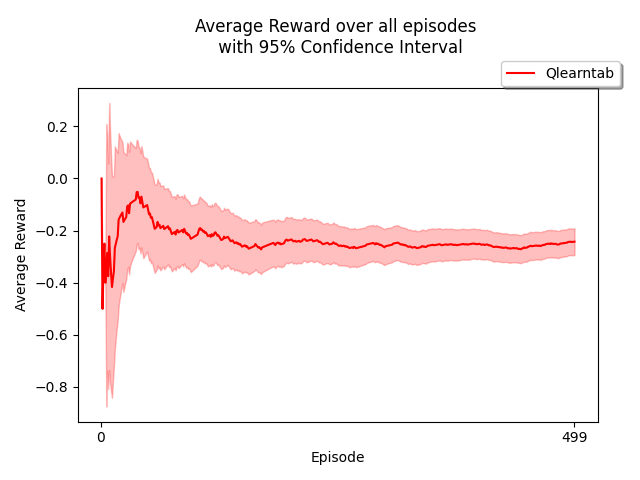 Average Reward over all episodes
with 95% Confidence Interval
Qlearntab
0.2
0.0
−0.2
−0.4
−0.6
−0.8
Average Reward
0
499
Episode